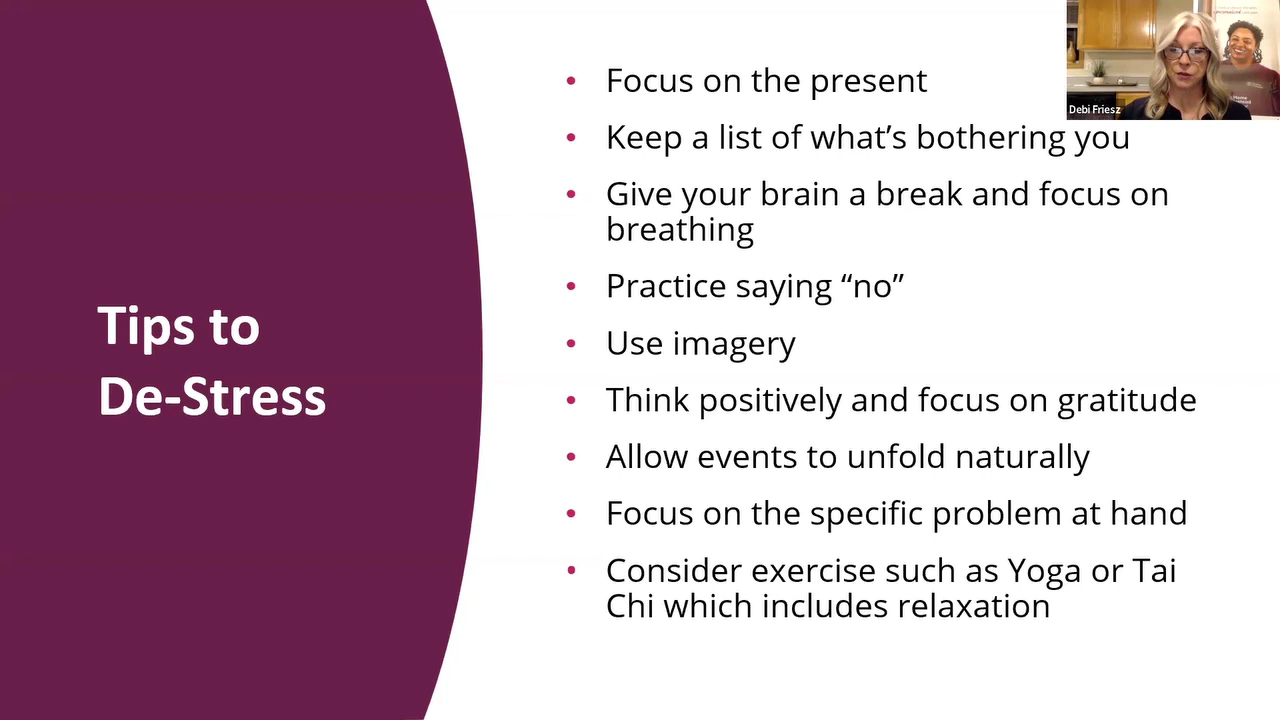 Tips to
De-Stress
• Focus on the present
• Keep a list of what’s bothering you
• Give your brain a break and focus on
breathing
• Practice saying “no”
• Use imagery
• Think positively and focus on gratitude
• Allow events to unfold naturally
• Focus on the specific problem at hand
• Consider exercise such as Yoga or Tai
Chi which includes relaxation
Debi Friesz